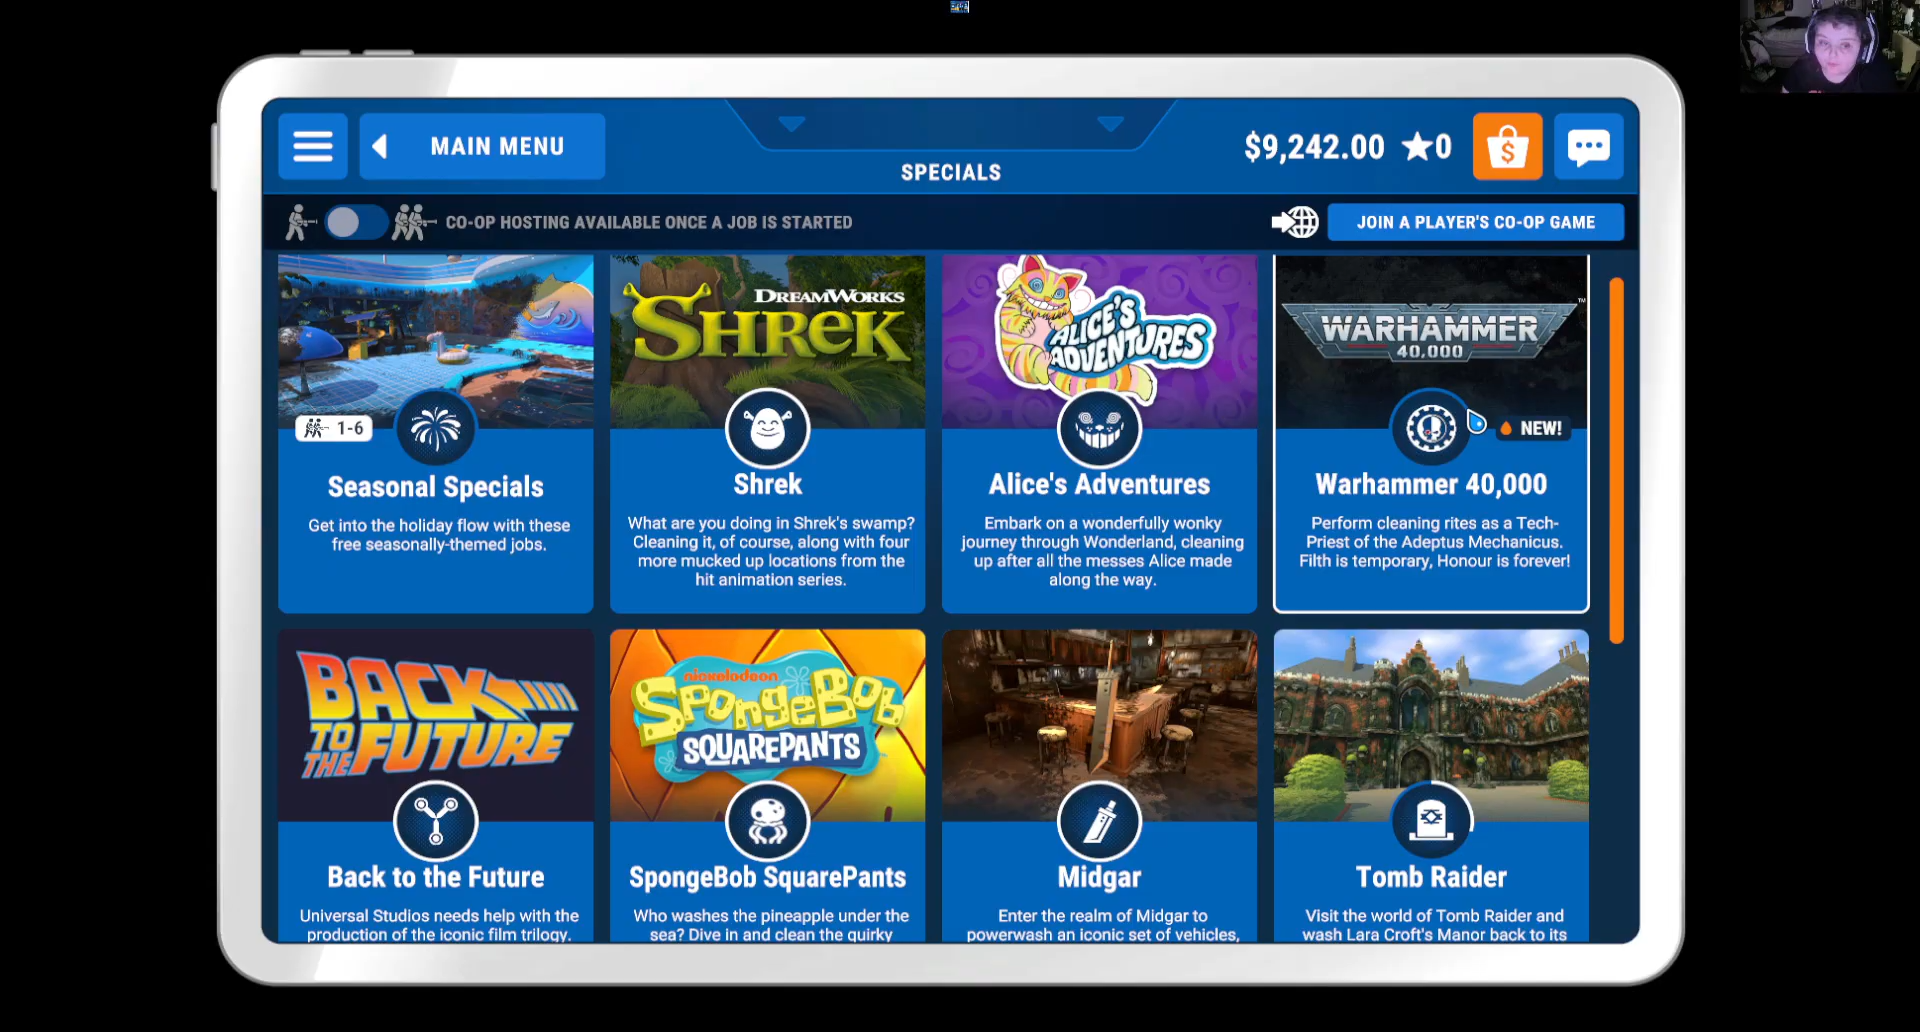 MAIN MENU
SPECIALS
$9,242.00 ★0
CO-OP HOSTING AVAILABLE ONCE A JOB IS STARTED
JOIN A PLAYER'S CO-OP GAME
1-6
Seasonal Specials
Get into the holiday flow with these
free seasonally-themed jobs.
DREAMWORKS
SHREK
Shrek
What are you doing in Shrek's swamp?
Cleaning it, of course, along with four
more mucked up locations from the
hit animation series.
ALICE'S
ADVENTURES
Alice's Adventures
Embark on a wonderfully wonky
journey through Wonderland, cleaning
up after all the messes Alice made
along the way.
WARHAMMER™
40,000
NEW!
Warhammer 40,000
Perform cleaning rites as a Tech-
Priest of the Adeptus Mechanicus.
Filth is temporary, Honour is forever!
BACK
TO THE FUTURE
Back to the Future
Universal Studios needs help with the
production of the iconic film trilogy.
nickelodeon
SPONGEBOB
SQUAREPANTS
SpongeBob SquarePants
Who washes the pineapple under the
sea? Dive in and clean the quirky
Midgar
Enter the realm of Midgar to
powerwash an iconic set of vehicles,
Tomb Raider
Visit the world of Tomb Raider and
wash Lara Croft's Manor back to its